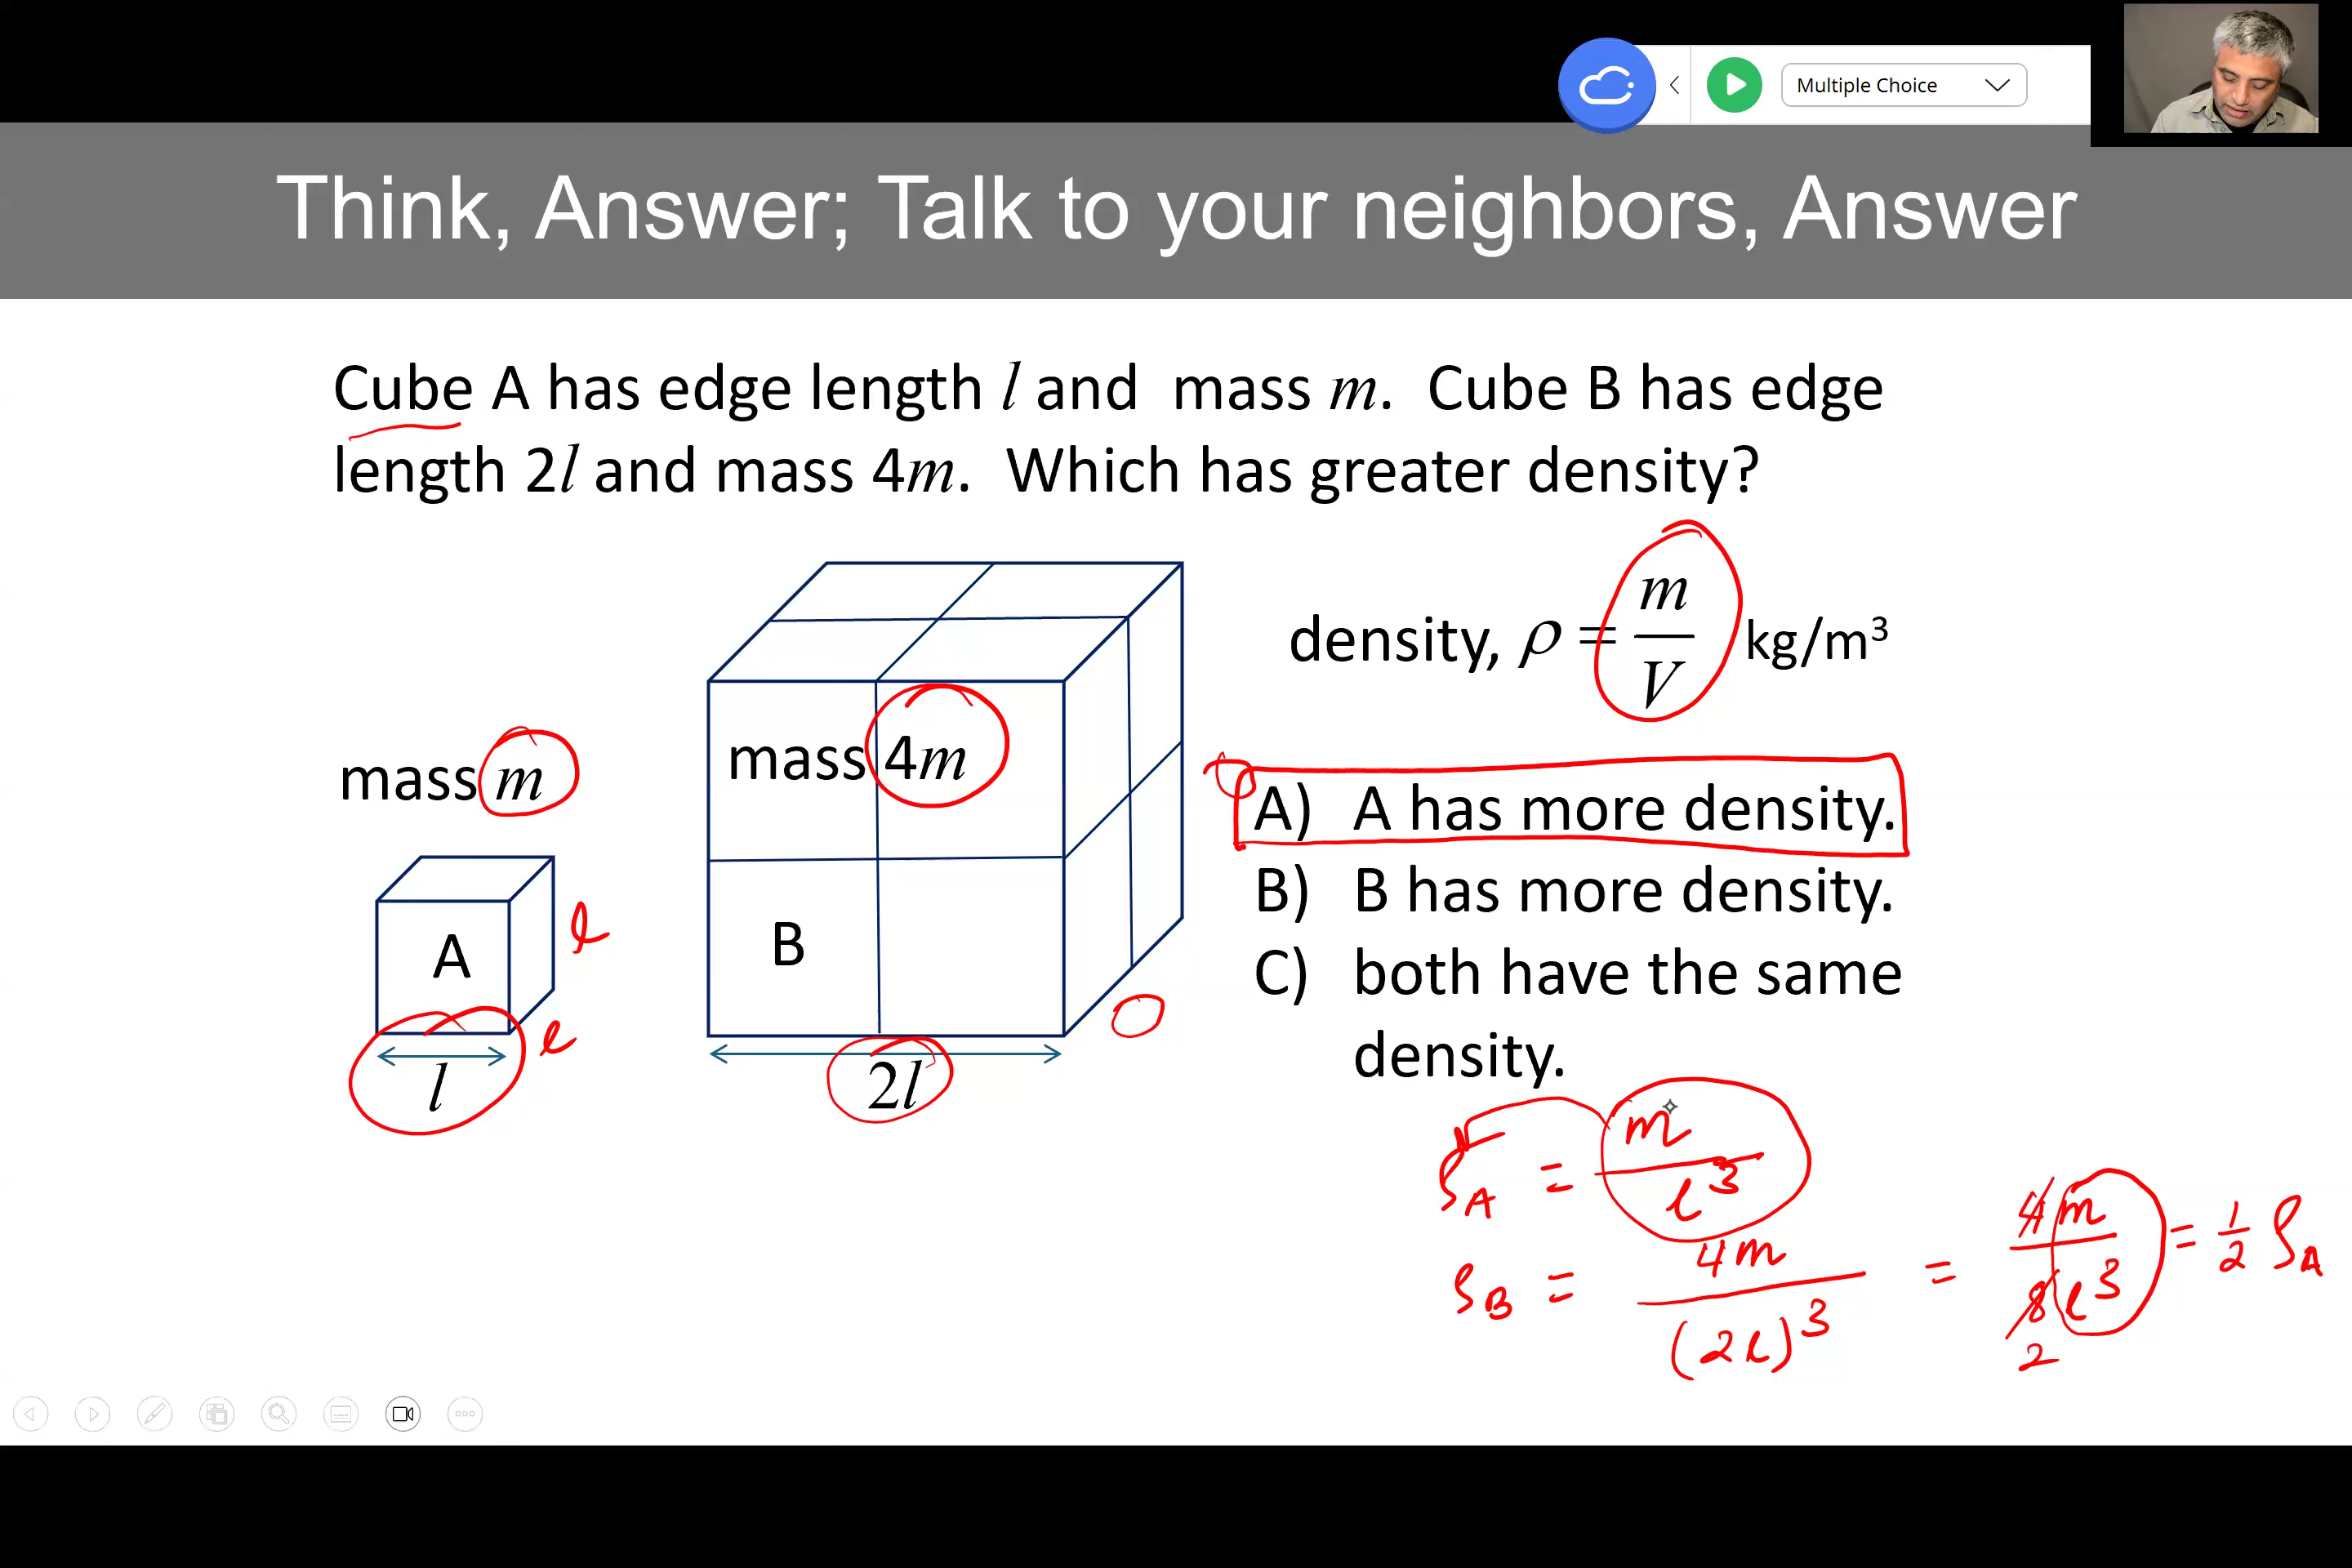 Multiple Choice
Think, Answer; Talk to your neighbors, Answer
Cube A has edge length l and mass m. Cube B has edge
length 2l and mass 4m. Which has greater density?
density, ρ = m/V kg/m³
mass m
mass 4m
A) A has more density.
B) B has more density.
C) both have the same
density.
A
l
l
l
B
2l
ρA = m/l³
ρB = 4m/(2l)³ = 4m/8l³ = 1/2 ρA
2